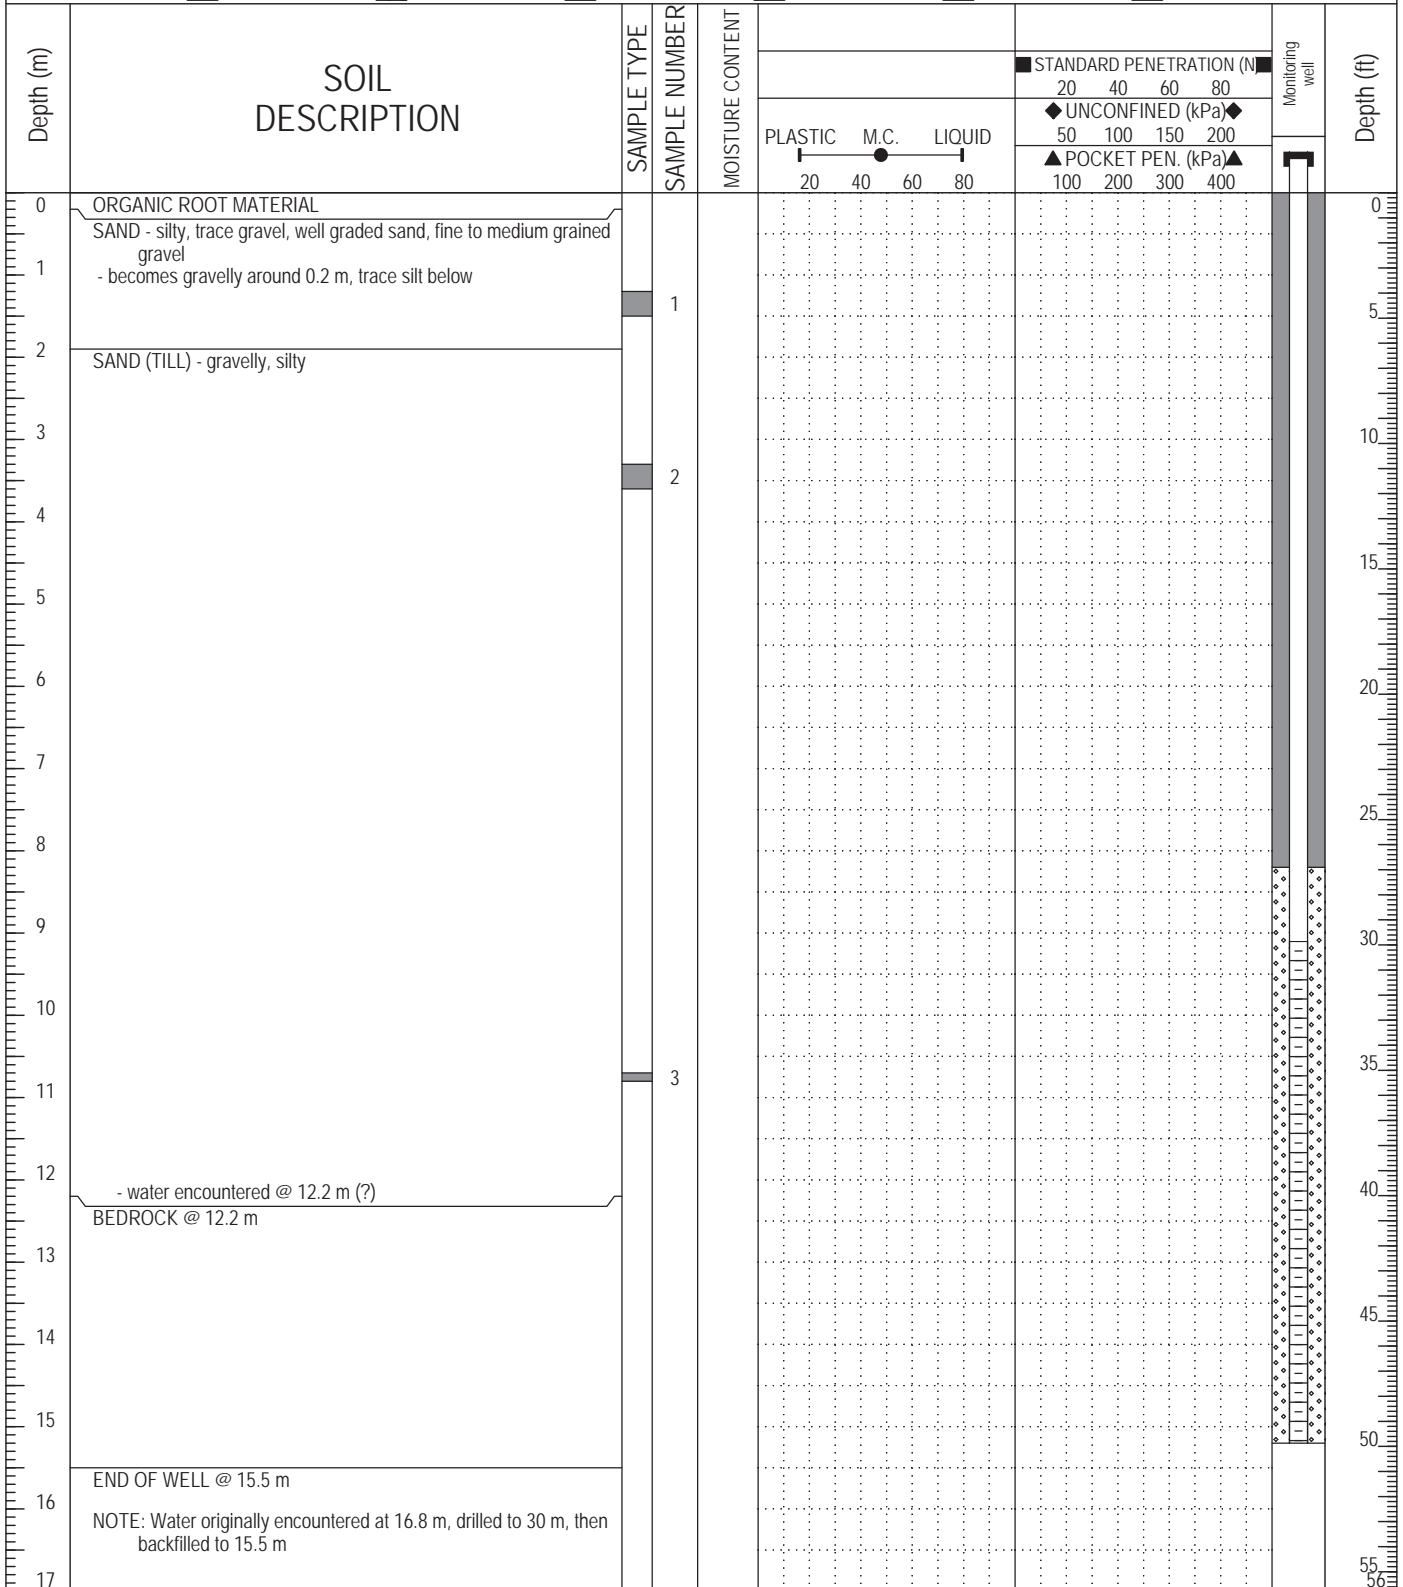 Depth (m)
SOIL
DESCRIPTION
SAMPLE TYPE
SAMPLE NUMBER
MOISTURE CONTENT
PLASTIC M.C. LIQUID
20 40 60 80
STANDARD PENETRATION (N)
20 40 60 80
UNCONFINED (kPa)
50 100 150 200
POCKET PEN. (kPa)
100 200 300 400
Monitoring
well
Depth (ft)
0
ORGANIC ROOT MATERIAL
0
SAND - silty, trace gravel, well graded sand, fine to medium grained
gravel
1
- becomes gravelly around 0.2 m, trace silt below
1
5
2
SAND (TILL) - gravelly, silty
3
10
2
4
15
5
6
20
7
25
8
9
30
10
35
3
11
12
- water encountered @ 12.2 m (?)
40
BEDROCK @ 12.2 m
13
45
14
15
50
END OF WELL @ 15.5 m
16
NOTE: Water originally encountered at 16.8 m, drilled to 30 m, then
backfilled to 15.5 m
55
17
56